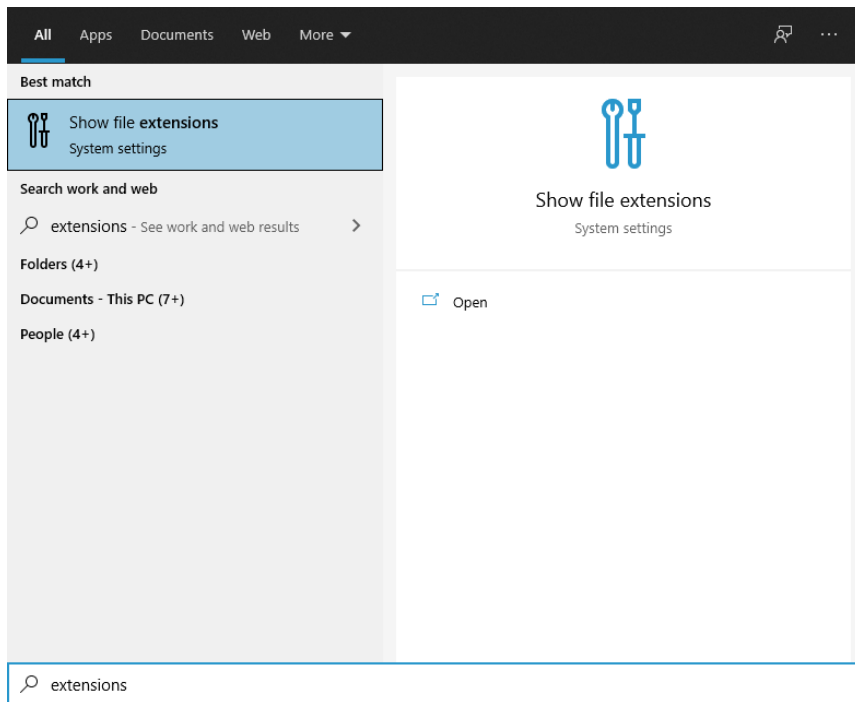 All Apps Documents Web More
Best match
Show file extensions
System settings
Search work and web
extensions - See work and web results
Folders (4+)
Documents - This PC (7+)
People (4+)
Show file extensions
System settings
Open
extensions